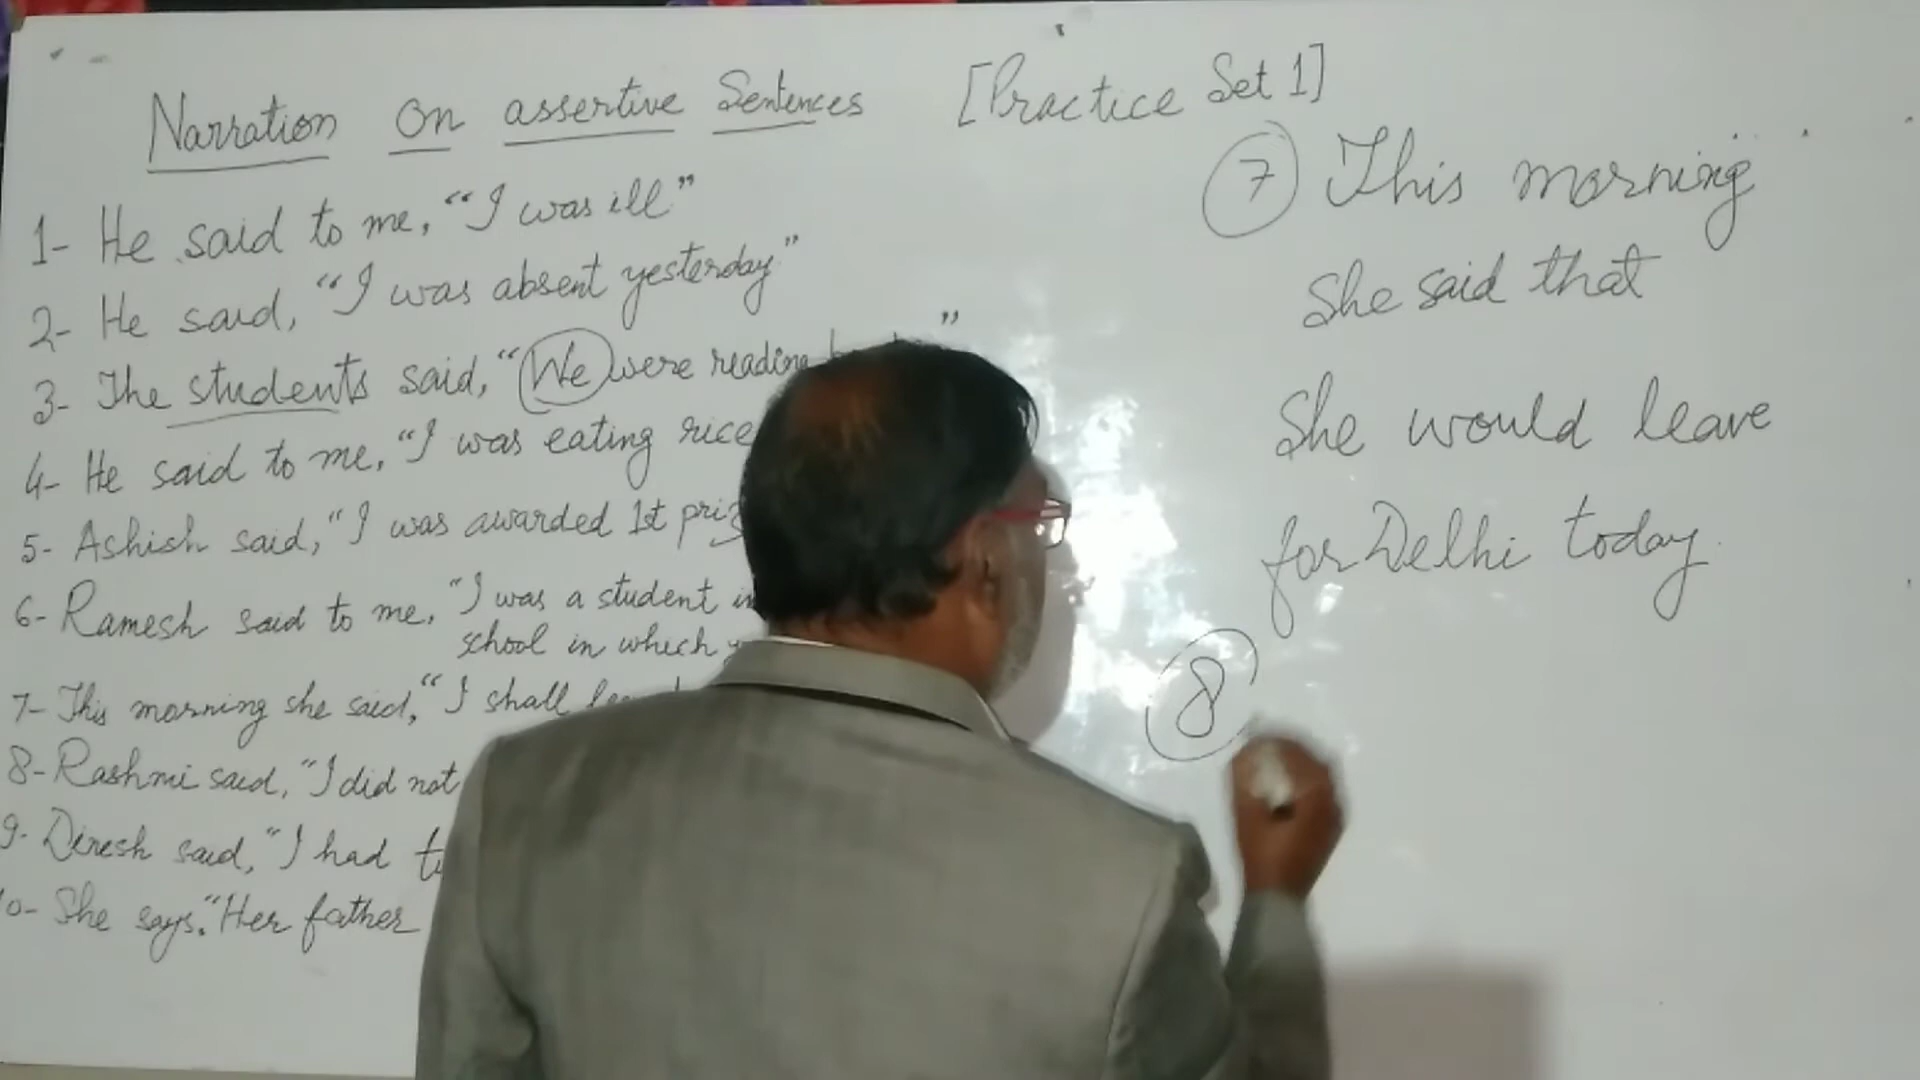 Narration On assertive Sentences [Practice Set 1]
1- He said to me, "I was ill"
2- He said, "I was absent yesterday"
3- The students said, "We were reading
4- He said to me, "I was eating rice
5- Ashish said, "I was awarded 1st
6- Ramesh said to me, "I was a student in
school in which
7- This morning she said, "I shall
8- Rashmi said, "I did not
9- Dinesh said, "I had
10- She says, "Her father
7 This morning
She said that
She would leave
for Delhi today.
8